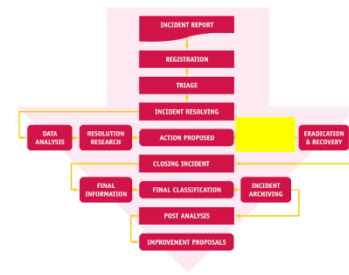 INCIDENT REPORT
REGISTRATION
TRIAGE
INCIDENT RESOLVING
DATA
ANALYSIS
RESOLUTION
RESEARCH
ACTION PROPOSED
ERADICATION
& RECOVERY
CLOSING INCIDENT
FINAL
INFORMATION
FINAL CLASSIFICATION
INCIDENT
ARCHIVING
POST ANALYSIS
IMPROVEMENT PROPOSALS